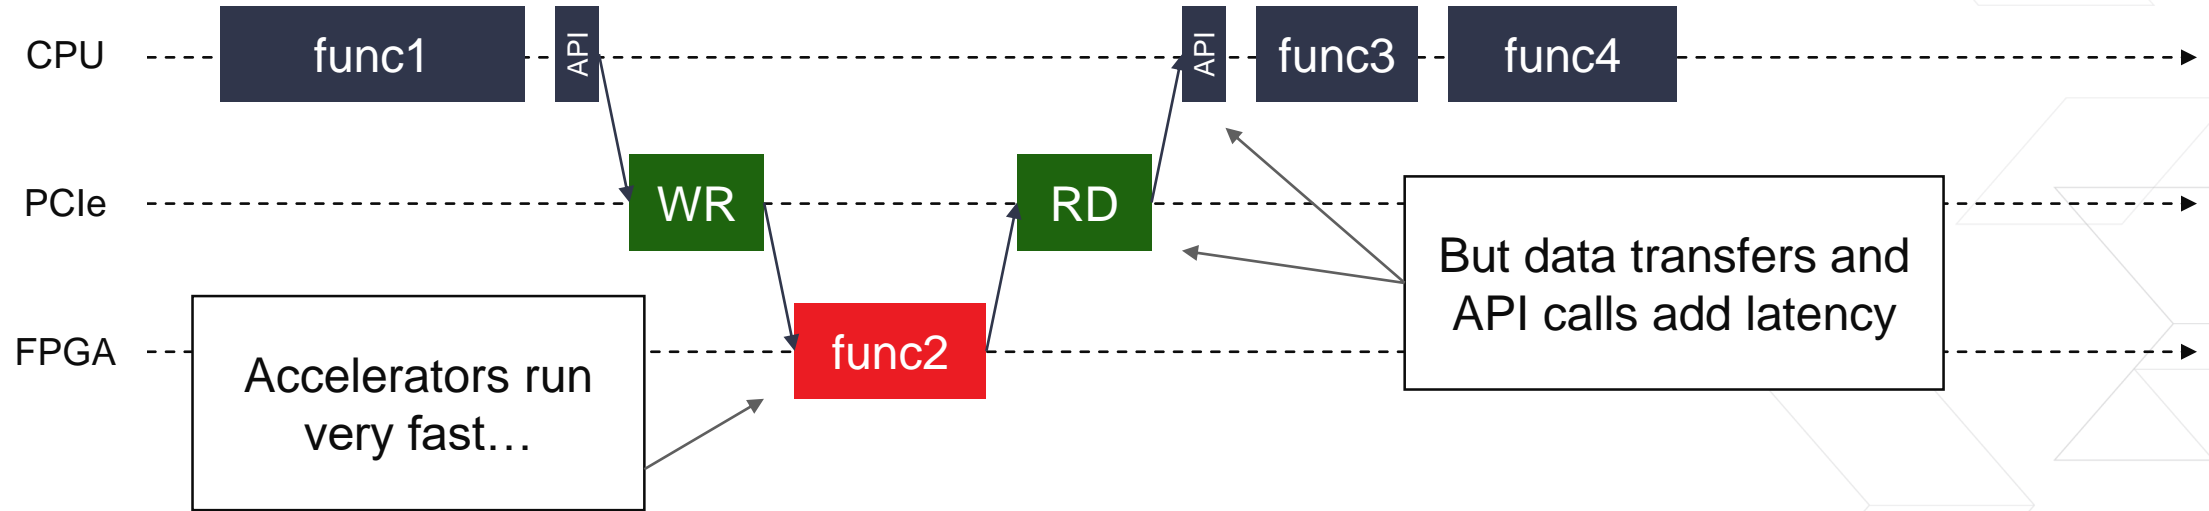 CPU
func1
API
API
func3
func4
PCIe
WR
RD
But data transfers and
API calls add latency
FPGA
func2
Accelerators run
very fast…